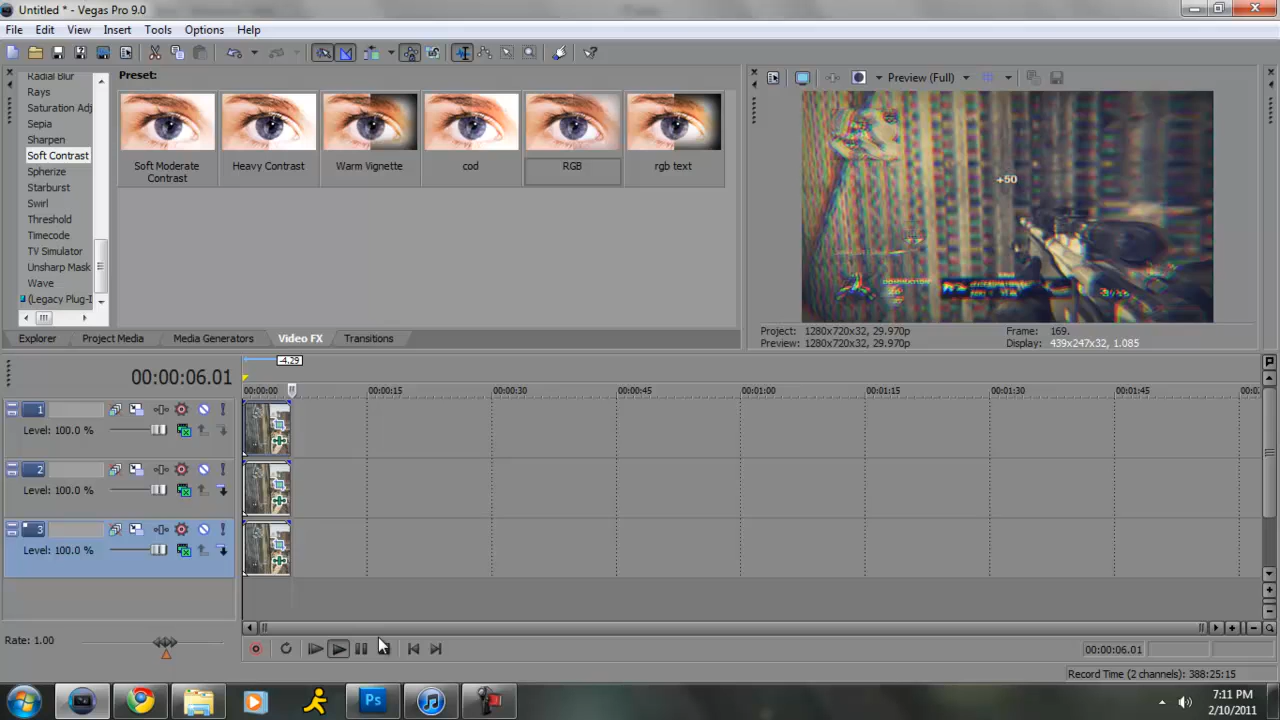 Untitled * - Vegas Pro 9.0
File Edit View Insert Tools Options Help
Radial Blur
Rays
Saturation Adj
Sepia
Sharpen
Soft Contrast
Spherize
Starburst
Swirl
Threshold
Timecode
TV Simulator
Unsharp Mask
Wave
(Legacy Plug-I
Preset:
Soft Moderate Contrast
Heavy Contrast
Warm Vignette
cod
RGB
rgb text
Preview (Full)
+50
Project: 1280x720x32, 29.970p
Preview: 1280x720x32, 29.970p
Frame: 169.
Display: 439x247x32, 1.085
Explorer Project Media Media Generators Video FX Transitions
-4.29
00:00:06.01
00:00:00 00:00:15 00:00:30 00:00:45 00:01:00 00:01:15 00:01:30 00:01:45
1
Level: 100.0 %
2
Level: 100.0 %
3
Level: 100.0 %
Rate: 1.00
00:00:06.01
Record Time (2 channels): 388:25:15
Ps
7:11 PM
2/10/2011